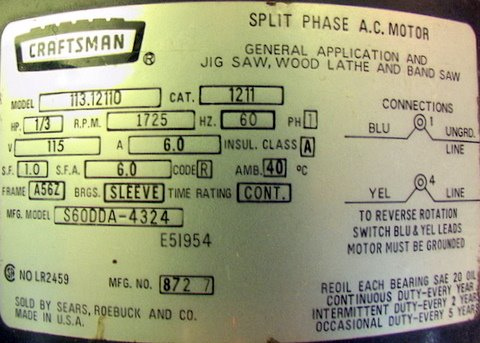 CRAFTSMAN ®
SPLIT PHASE A.C. MOTOR
GENERAL APPLICATION AND
JIG SAW, WOOD LATHE AND BAND SAW
MODEL 113.12110 CAT. 1211
HP. 1/3 R.P.M. 1725 HZ. 60 PH 1
V 115 A 6.0 INSUL. CLASS A
S.F. 1.0 S.F.A. 6.0 CODE R AMB. 40 °C
FRAME A56Z BRGS. SLEEVE TIME RATING CONT.
MFG. MODEL S60DDA-4324
E51954
NO LR2459 MFG. NO. 872 7
SOLD BY SEARS, ROEBUCK AND CO.
MADE IN U.S.A.
CONNECTIONS
BLU 1 UNGRD.
LINE
YEL 4
LINE
TO REVERSE ROTATION
SWITCH BLU & YEL LEADS
MOTOR MUST BE GROUNDED
REOIL EACH BEARING SAE 20 OIL
CONTINUOUS DUTY-EVERY YEAR
INTERMITTENT DUTY-EVERY 2 YEARS
OCCASIONAL DUTY-EVERY 5 YEARS